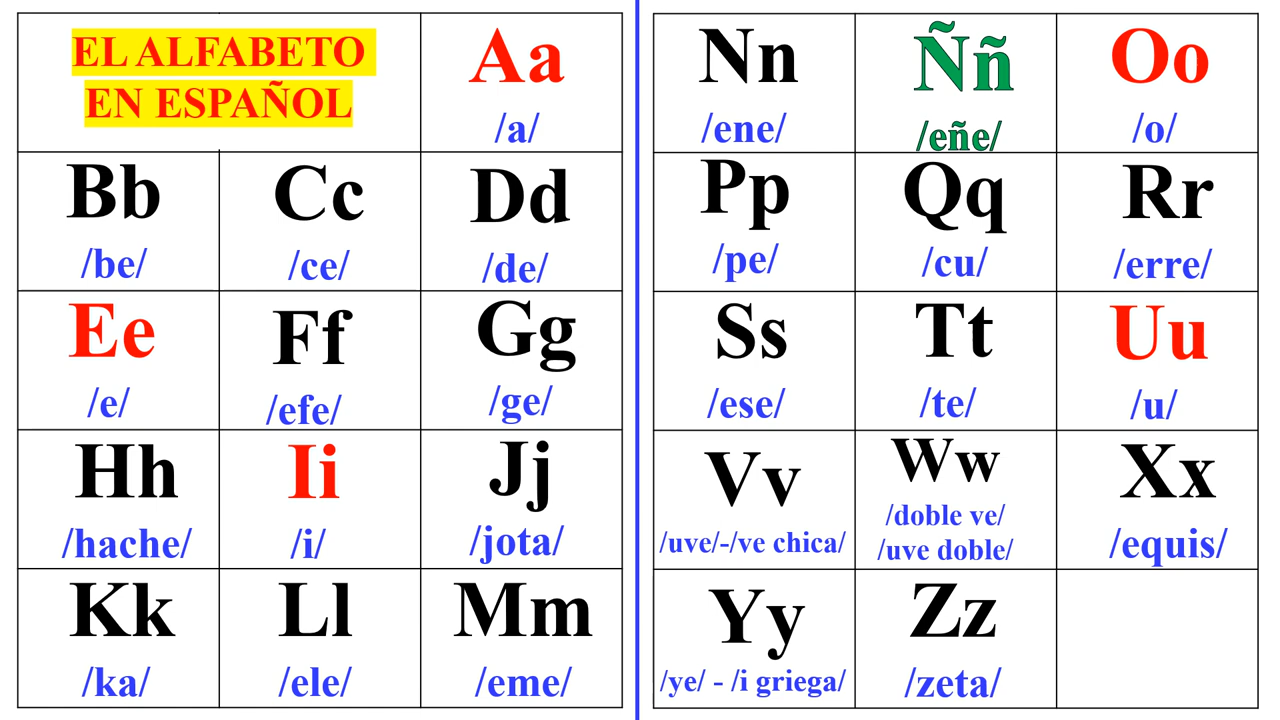 EL ALFABETO
EN ESPAÑOL
Aa
/a/
Bb
/be/
Cc
/ce/
Dd
/de/
Ee
/e/
Ff
/efe/
Gg
/ge/
Hh
/hache/
Ii
/i/
Jj
/jota/
Kk
/ka/
Ll
/ele/
Mm
/eme/
Nn
/ene/
Ññ
/eñe/
Oo
/o/
Pp
/pe/
Qq
/cu/
Rr
/erre/
Ss
/ese/
Tt
/te/
Uu
/u/
Vv
/uve/-/ve chica/
Ww
/doble ve/
/uve doble/
Xx
/equis/
Yy
/ye/ - /i griega/
Zz
/zeta/